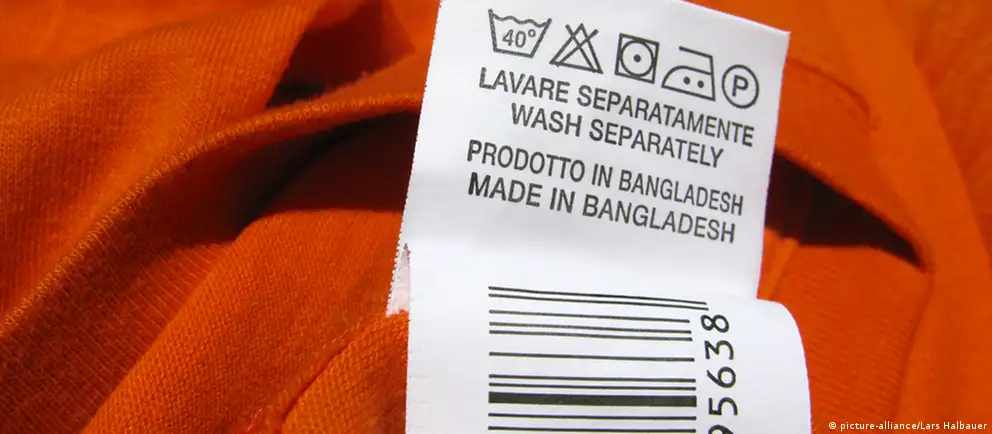 40°
P
LAVARE SEPARATAMENTE
WASH SEPARATELY
PRODOTTO IN BANGLADESH
MADE IN BANGLADESH
95638
© picture-alliance/Lars Halbauer